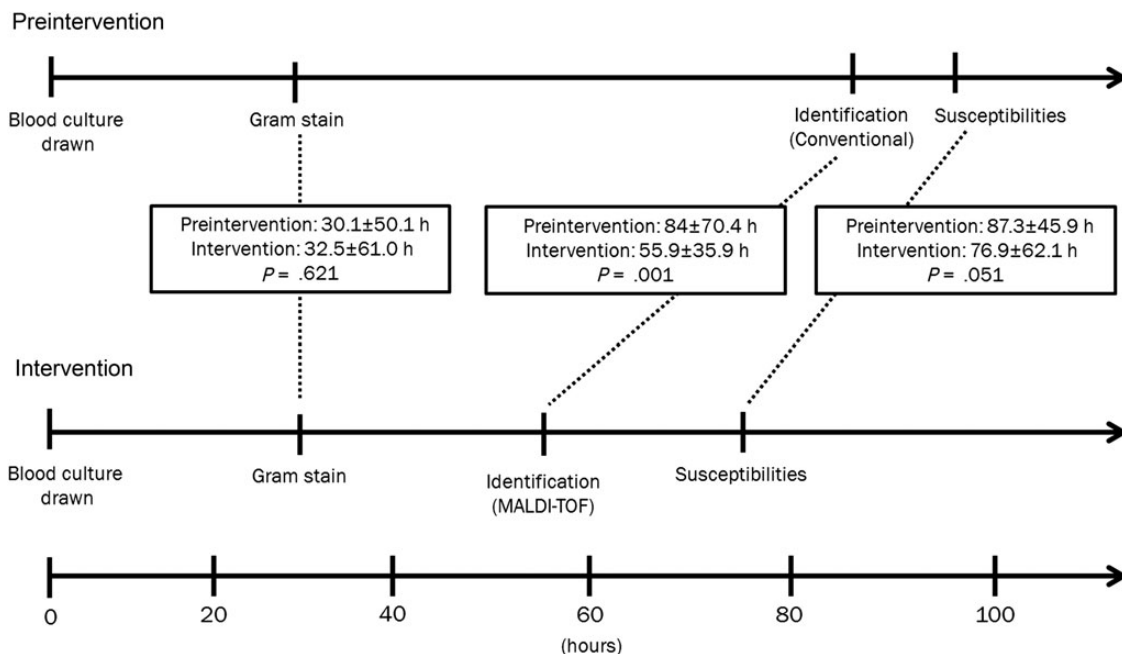 Preintervention
Blood culture
drawn
Gram stain
Identification
(Conventional)
Susceptibilities
Preintervention: 30.1±50.1 h
Intervention: 32.5±61.0 h
P = .621
Preintervention: 84±70.4 h
Intervention: 55.9±35.9 h
P = .001
Preintervention: 87.3±45.9 h
Intervention: 76.9±62.1 h
P = .051
Intervention
Blood culture
drawn
Gram stain
Identification
(MALDI-TOF)
Susceptibilities
0 20 40 60 80 100
(hours)